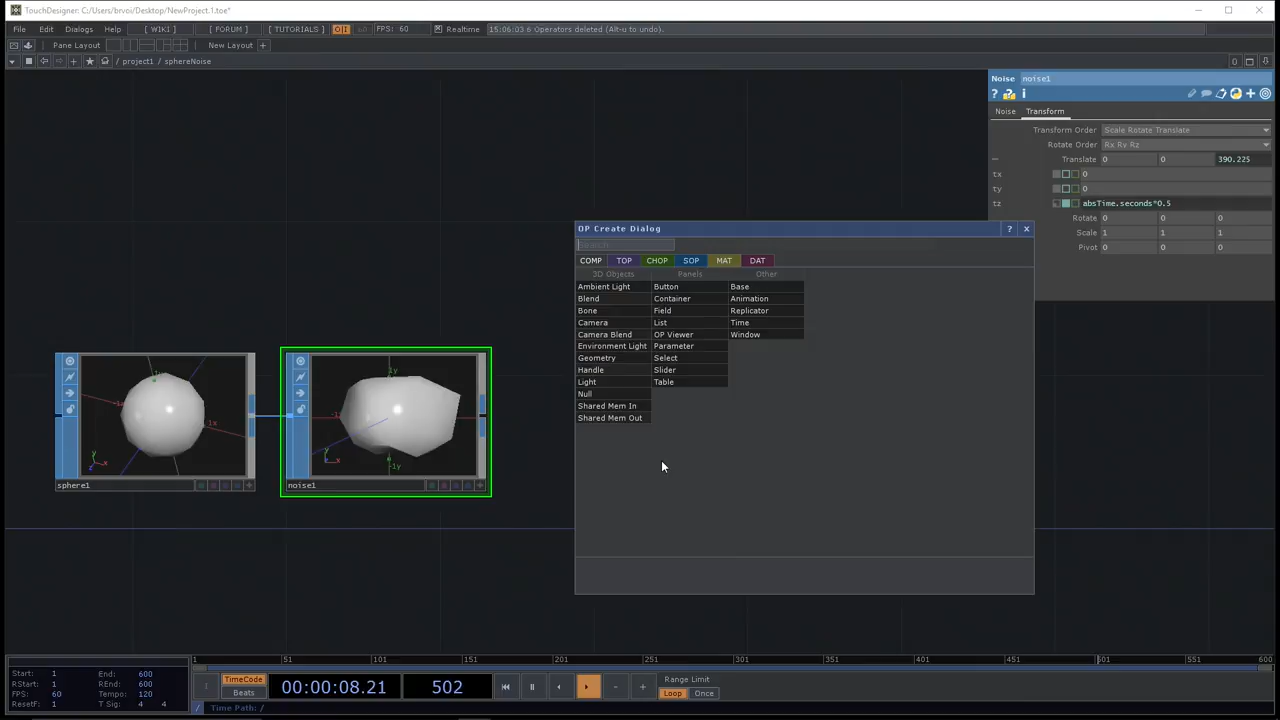 TouchDesigner: C:/Users/brvoi/Desktop/NewProject.1.toe*
File Edit Dialogs Help [ WIKI ] [ FORUM ] [ TUTORIALS ] O|I FPS: 60 Realtime 15:06:03 6 Operators deleted (Alt-u to undo).
Pane Layout New Layout +
/ project1 / sphereNoise 0
Noise noise1
? ? i
Noise Transform
Transform Order Scale Rotate Translate
Rotate Order Rx Ry Rz
Translate 0 0 390.225
tx 0
ty 0
tz absTime.seconds*0.5
Rotate 0 0 0
Scale 1 1 1
Pivot 0 0 0
OP Create Dialog ?
Search
COMP TOP CHOP SOP MAT DAT
3D Objects Panels Other
Ambient Light Button Base
Blend Container Animation
Bone Field Replicator
Camera List Time
Camera Blend OP Viewer Window
Environment Light Parameter
Geometry Select
Handle Slider
Light Table
Null
Shared Mem In
Shared Mem Out
sphere1
noise1
Start: 1 End: 600
RStart: 1 REnd: 600
FPS: 60 Tempo: 120
ResetF: 1 T Sig: 4 4
1 51 101 151 201 251 301 351 401 451 501 551 600
TimeCode
Beats
00:00:08.21
502
Range Limit
Loop Once
/ Time Path: /